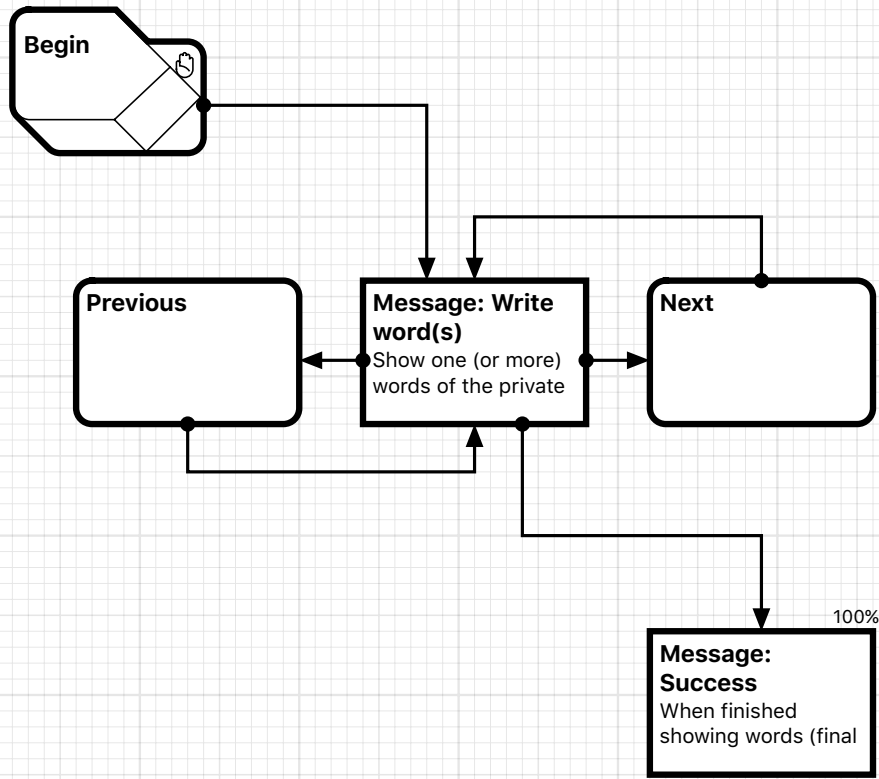 Begin
Previous
Message: Write
word(s)
Show one (or more)
words of the private
Next
100%
Message:
Success
When finished
showing words (final